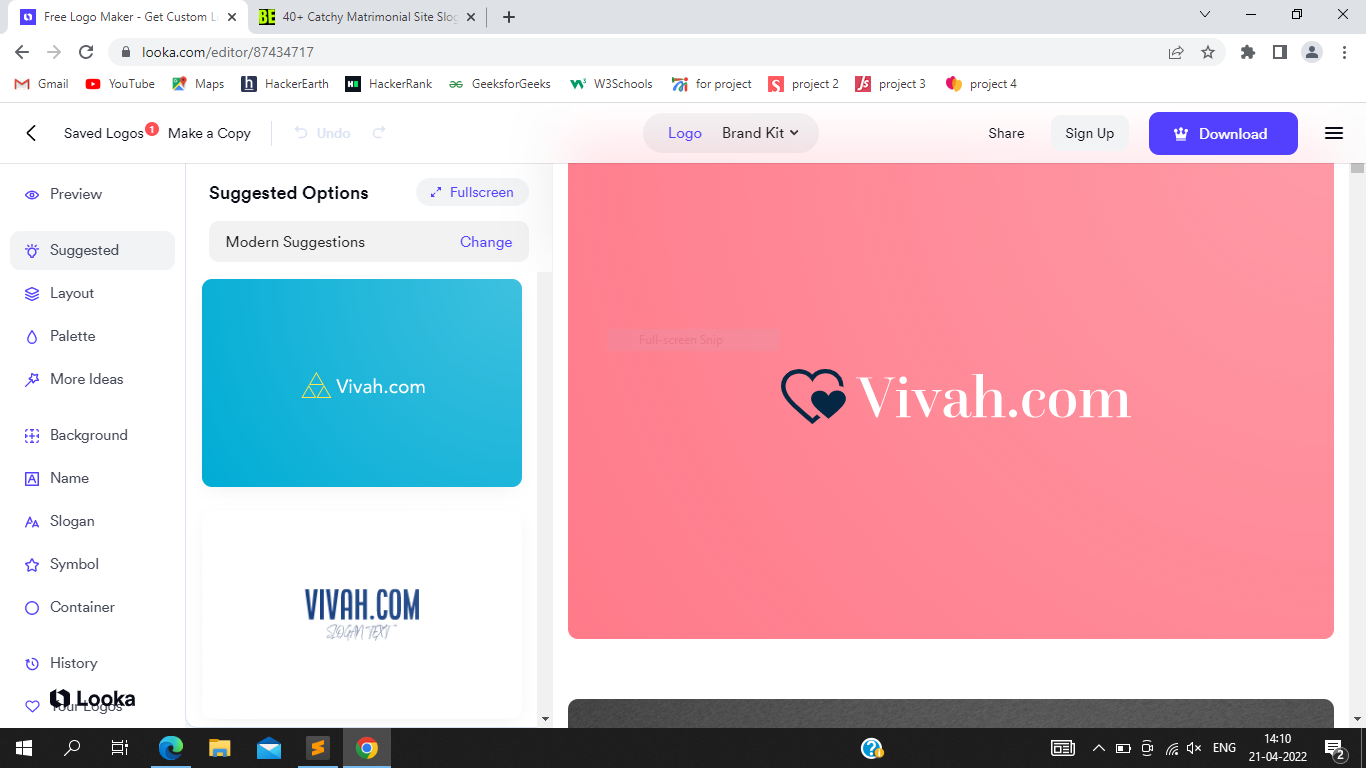 Free Logo Maker - Get Custom L
40+ Catchy Matrimonial Site Slog
looka.com/editor/87434717
Gmail YouTube Maps HackerEarth HackerRank GeeksforGeeks W3Schools for project project 2 project 3 project 4
Saved Logos 1 Make a Copy Undo Logo Brand Kit Share Sign Up Download
Preview
Suggested
Layout
Palette
More Ideas
Background
Name
Slogan
Symbol
Container
History
Your Logos
Looka
Suggested Options Fullscreen
Modern Suggestions Change
Vivah.com
VIVAH.COM
SLOGAN TEXT
Full-screen Snip
Vivah.com
ENG
14:10
21-04-2022
2